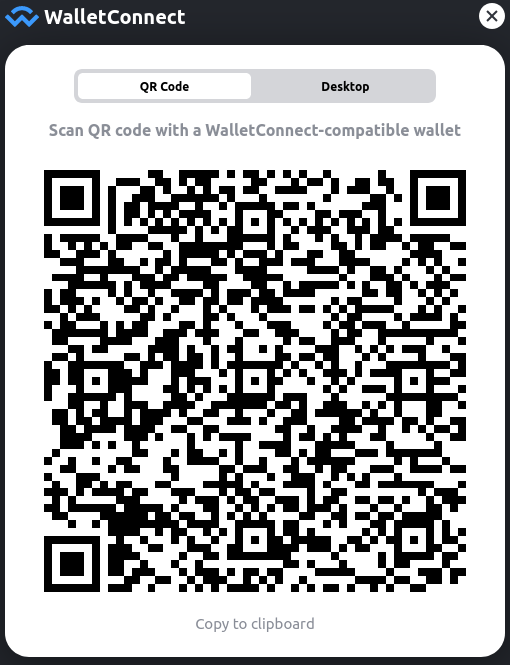 WalletConnect
QR Code
Desktop
Scan QR code with a WalletConnect-compatible wallet
Copy to clipboard